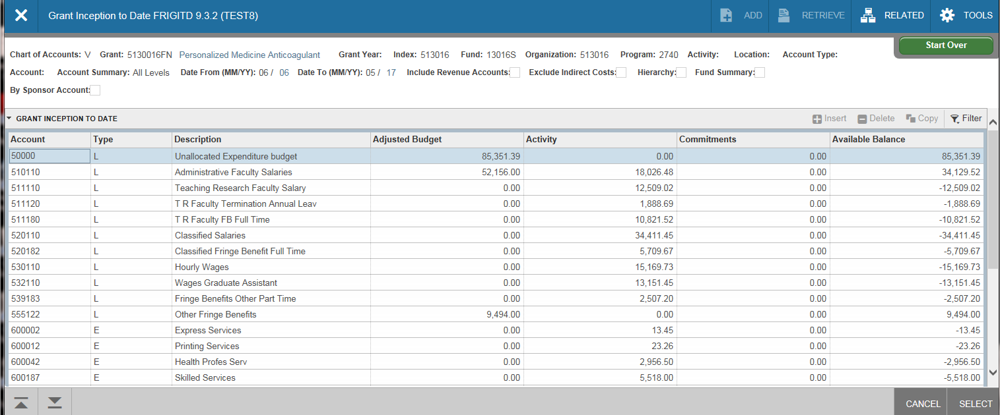 Grant Inception to Date FRIGITD 9.3.2 (TEST8) ADD RETRIEVE RELATED TOOLS
Start Over
Chart of Accounts: V Grant: 5130016FN Personalized Medicine Anticoagulant Grant Year: Index: 513016 Fund: 13016S Organization: 513016 Program: 2740 Activity: Location: Account Type:
Account: Account Summary: All Levels Date From (MM/YY): 06 / 06 Date To (MM/YY): 05 / 17 Include Revenue Accounts: Exclude Indirect Costs: Hierarchy: Fund Summary:
By Sponsor Account:
GRANT INCEPTION TO DATE Insert Delete Copy Filter
Account Type Description Adjusted Budget Activity Commitments Available Balance
50000 L Unallocated Expenditure budget 85,351.39 0.00 0.00 85,351.39
510110 L Administrative Faculty Salaries 52,156.00 18,026.48 0.00 34,129.52
511110 L Teaching Research Faculty Salary 0.00 12,509.02 0.00 -12,509.02
511120 L T R Faculty Termination Annual Leav 0.00 1,888.69 0.00 -1,888.69
511180 L T R Faculty FB Full Time 0.00 10,821.52 0.00 -10,821.52
520110 L Classified Salaries 0.00 34,411.45 0.00 -34,411.45
520182 L Classified Fringe Benefit Full Time 0.00 5,709.67 0.00 -5,709.67
530110 L Hourly Wages 0.00 15,169.73 0.00 -15,169.73
532110 L Wages Graduate Assistant 0.00 13,151.45 0.00 -13,151.45
539183 L Fringe Benefits Other Part Time 0.00 2,507.20 0.00 -2,507.20
555122 L Other Fringe Benefits 9,494.00 0.00 0.00 9,494.00
600002 E Express Services 0.00 13.45 0.00 -13.45
600012 E Printing Services 0.00 23.26 0.00 -23.26
600042 E Health Profes Serv 0.00 2,956.50 0.00 -2,956.50
600187 E Skilled Services 0.00 5,518.00 0.00 -5,518.00
CANCEL SELECT